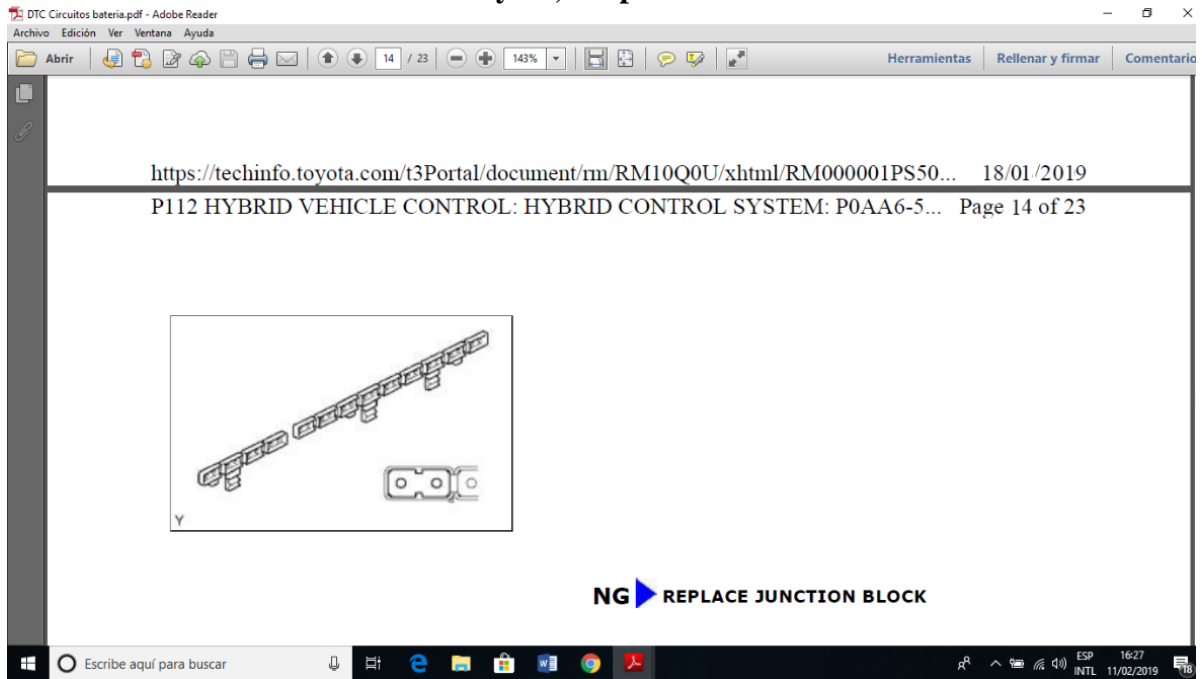 DTC Circuitos bateria.pdf - Adobe Reader
Archivo Edición Ver Ventana Ayuda
Abrir 14 / 23 143% Herramientas Rellenar y firmar Comentario
https://techinfo.toyota.com/t3Portal/document/rm/RM10Q0U/xhtml/RM000001PS50... 18/01/2019
P112 HYBRID VEHICLE CONTROL: HYBRID CONTROL SYSTEM: P0AA6-5... Page 14 of 23
Y
NG REPLACE JUNCTION BLOCK
Escribe aquí para buscar
ESP 16:27
INTL 11/02/2019 18